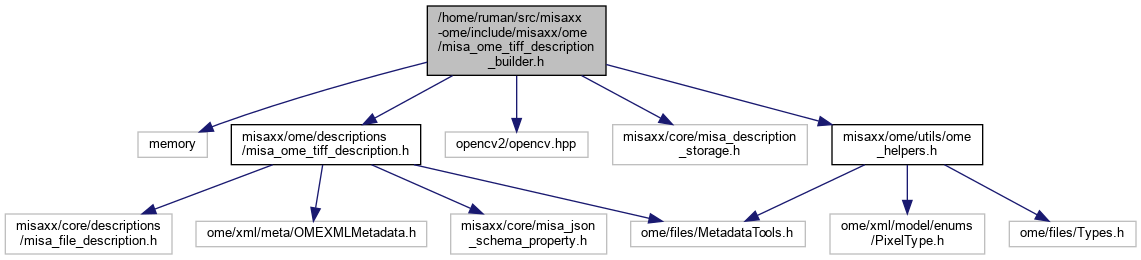 /home/ruman/src/misaxx
-ome/include/misaxx/ome
/misa_ome_tiff_description
_builder.h
memory
misaxx/ome/descriptions
/misa_ome_tiff_description.h
opencv2/opencv.hpp
misaxx/core/misa_description
_storage.h
misaxx/ome/utils/ome
_helpers.h
misaxx/core/descriptions
/misa_file_description.h
ome/xml/meta/OMEXMLMetadata.h
misaxx/core/misa_json
_schema_property.h
ome/files/MetadataTools.h
ome/xml/model/enums
/PixelType.h
ome/files/Types.h